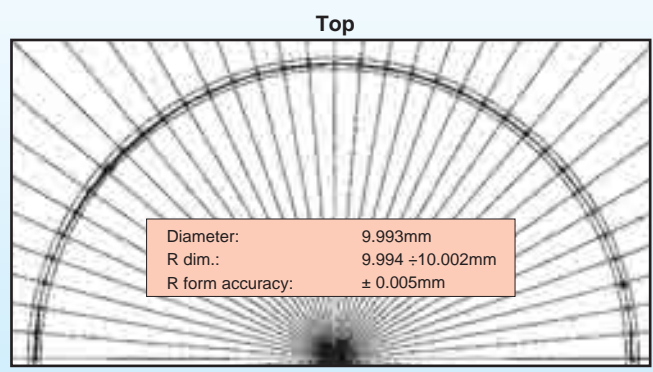 Top
Diameter: 9.993mm
R dim.: 9.994 ÷10.002mm
R form accuracy: ± 0.005mm